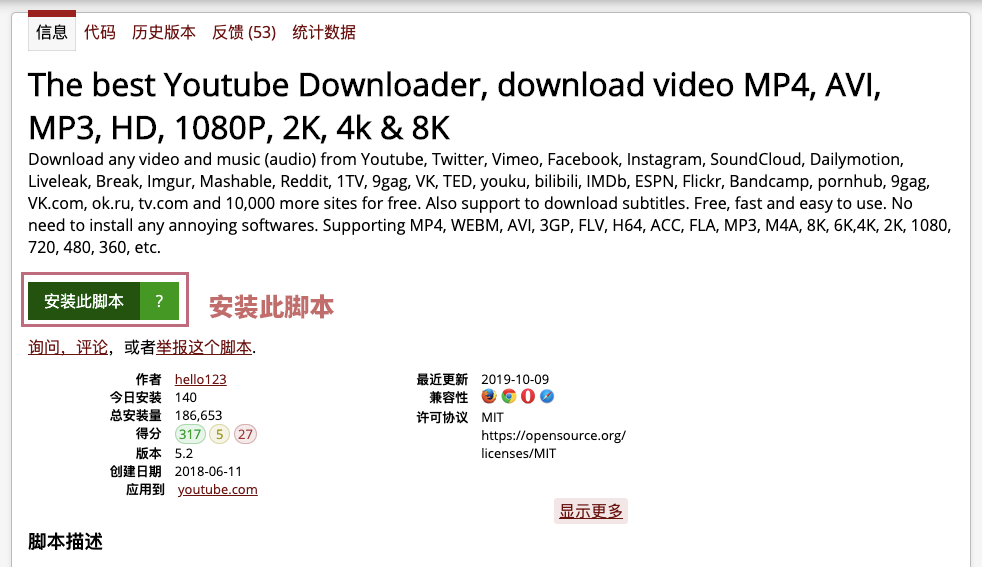 信息 代码 历史版本 反馈 (53) 统计数据
The best Youtube Downloader, download video MP4, AVI,
MP3, HD, 1080P, 2K, 4k & 8K
Download any video and music (audio) from Youtube, Twitter, Vimeo, Facebook, Instagram, SoundCloud, Dailymotion,
Liveleak, Break, Imgur, Mashable, Reddit, 1TV, 9gag, VK, TED, youku, bilibili, IMDb, ESPN, Flickr, Bandcamp, pornhub, 9gag,
VK.com, ok.ru, tv.com and 10,000 more sites for free. Also support to download subtitles. Free, fast and easy to use. No
need to install any annoying softwares. Supporting MP4, WEBM, AVI, 3GP, FLV, H64, ACC, FLA, MP3, M4A, 8K, 6K,4K, 2K, 1080,
720, 480, 360, etc.
安装此脚本 ? 安装此脚本
询问，评论，或者举报这个脚本.
作者 hello123
今日安装 140
总安装量 186,653
得分 317 5 27
版本 5.2
创建日期 2018-06-11
应用到 youtube.com
最近更新 2019-10-09
兼容性
许可协议 MIT
https://opensource.org/
licenses/MIT
显示更多
脚本描述